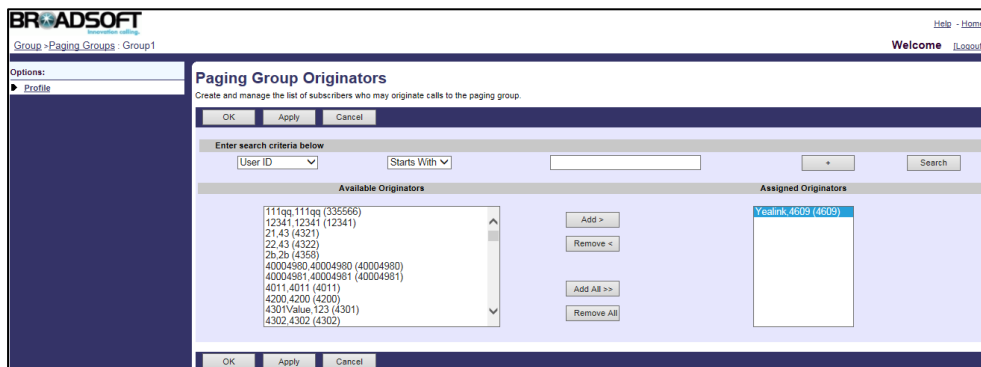 BROADSOFT
innovation calling.
Help - Home
Group >Paging Groups : Group1
Welcome [Logout
Options:
Profile
Paging Group Originators
Create and manage the list of subscribers who may originate calls to the paging group.
OK Apply Cancel
Enter search criteria below
User ID Starts With + Search
Available Originators Assigned Originators
111qq,111qq (335566)
12341,12341 (12341)
21,43 (4321)
22,43 (4322)
2b,2b (4358)
40004980,40004980 (40004980)
40004981,40004981 (40004981)
4011,4011 (4011)
4200,4200 (4200)
4301Value,123 (4301)
4302,4302 (4302)
Add >
Remove <
Add All >>
Remove All
Yealink,4609 (4609)
OK Apply Cancel